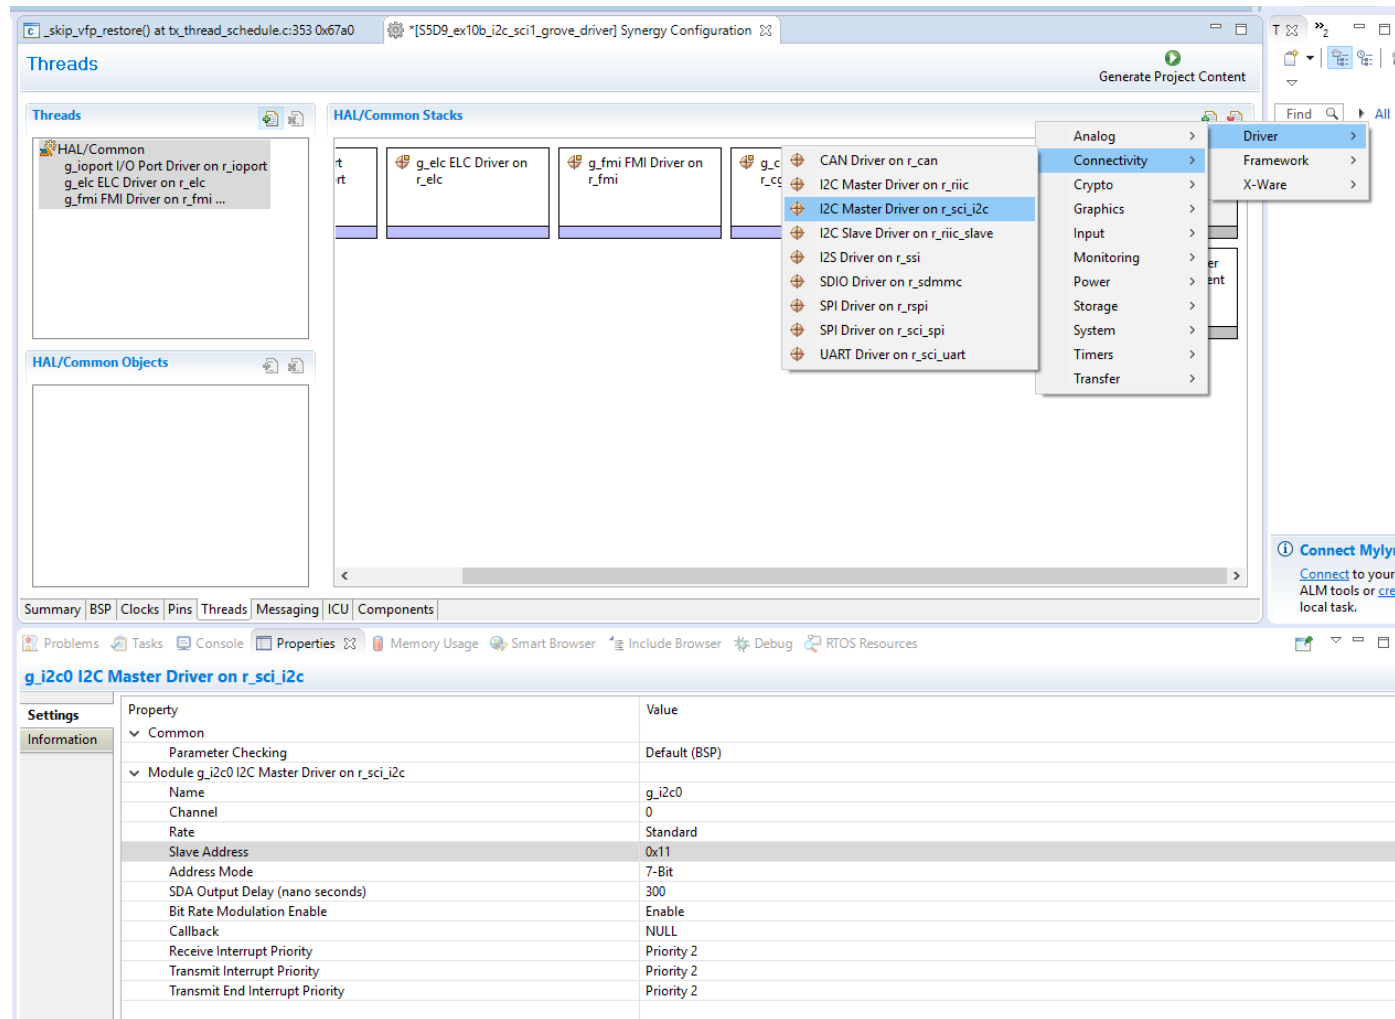 _skip_vfp_restore() at tx_thread_schedule.c:353 0x67a0
*[S5D9_ex10b_i2c_sci1_grove_driver] Synergy Configuration
T
2
Threads
Generate Project Content
Threads
HAL/Common Stacks
Find
All
HAL/Common
g_ioport I/O Port Driver on r_ioport
g_elc ELC Driver on r_elc
g_fmi FMI Driver on r_fmi ...
g_elc ELC Driver on
r_elc
g_fmi FMI Driver on
r_fmi
CAN Driver on r_can
I2C Master Driver on r_riic
I2C Master Driver on r_sci_i2c
I2C Slave Driver on r_riic_slave
I2S Driver on r_ssi
SDIO Driver on r_sdmmc
SPI Driver on r_rspi
SPI Driver on r_sci_spi
UART Driver on r_sci_uart
Analog
Connectivity
Crypto
Graphics
Input
Monitoring
Power
Storage
System
Timers
Transfer
Driver
Framework
X-Ware
HAL/Common Objects
Connect Myly
Connect to your
ALM tools or cre
local task.
Summary BSP Clocks Pins Threads Messaging ICU Components
Problems Tasks Console Properties Memory Usage Smart Browser Include Browser Debug RTOS Resources
g_i2c0 I2C Master Driver on r_sci_i2c
Settings
Information
Property Value
Common
Parameter Checking Default (BSP)
Module g_i2c0 I2C Master Driver on r_sci_i2c
Name g_i2c0
Channel 0
Rate Standard
Slave Address 0x11
Address Mode 7-Bit
SDA Output Delay (nano seconds) 300
Bit Rate Modulation Enable Enable
Callback NULL
Receive Interrupt Priority Priority 2
Transmit Interrupt Priority Priority 2
Transmit End Interrupt Priority Priority 2